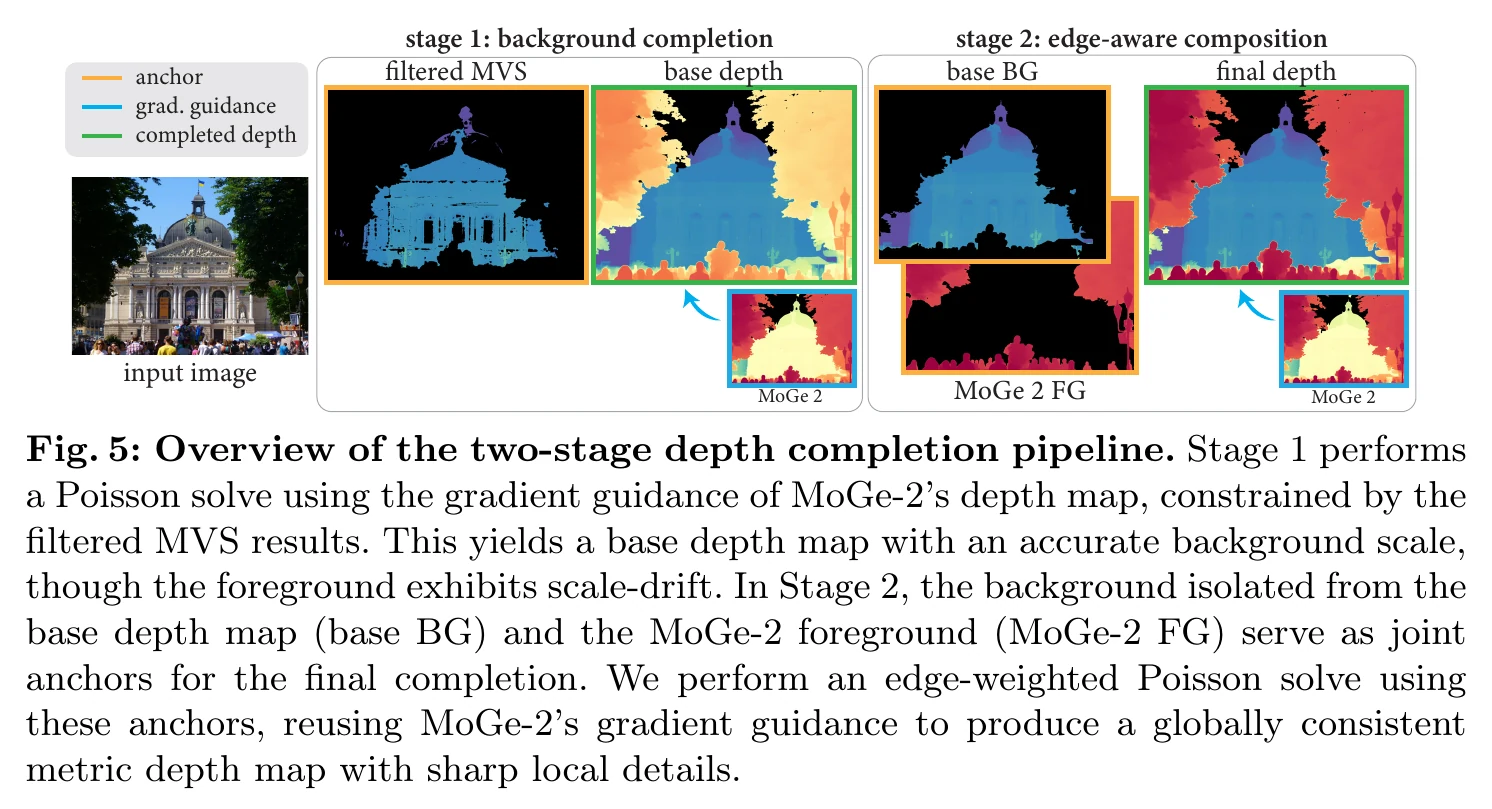 stage 1: background completion
stage 2: edge-aware composition
anchor
grad. guidance
completed depth
filtered MVS
base depth
base BG
final depth
input image
MoGe 2
MoGe 2 FG
MoGe 2
Fig. 5: Overview of the two-stage depth completion pipeline. Stage 1 performs
a Poisson solve using the gradient guidance of MoGe-2’s depth map, constrained by the
filtered MVS results. This yields a base depth map with an accurate background scale,
though the foreground exhibits scale-drift. In Stage 2, the background isolated from the
base depth map (base BG) and the MoGe-2 foreground (MoGe-2 FG) serve as joint
anchors for the final completion. We perform an edge-weighted Poisson solve using
these anchors, reusing MoGe-2’s gradient guidance to produce a globally consistent
metric depth map with sharp local details.